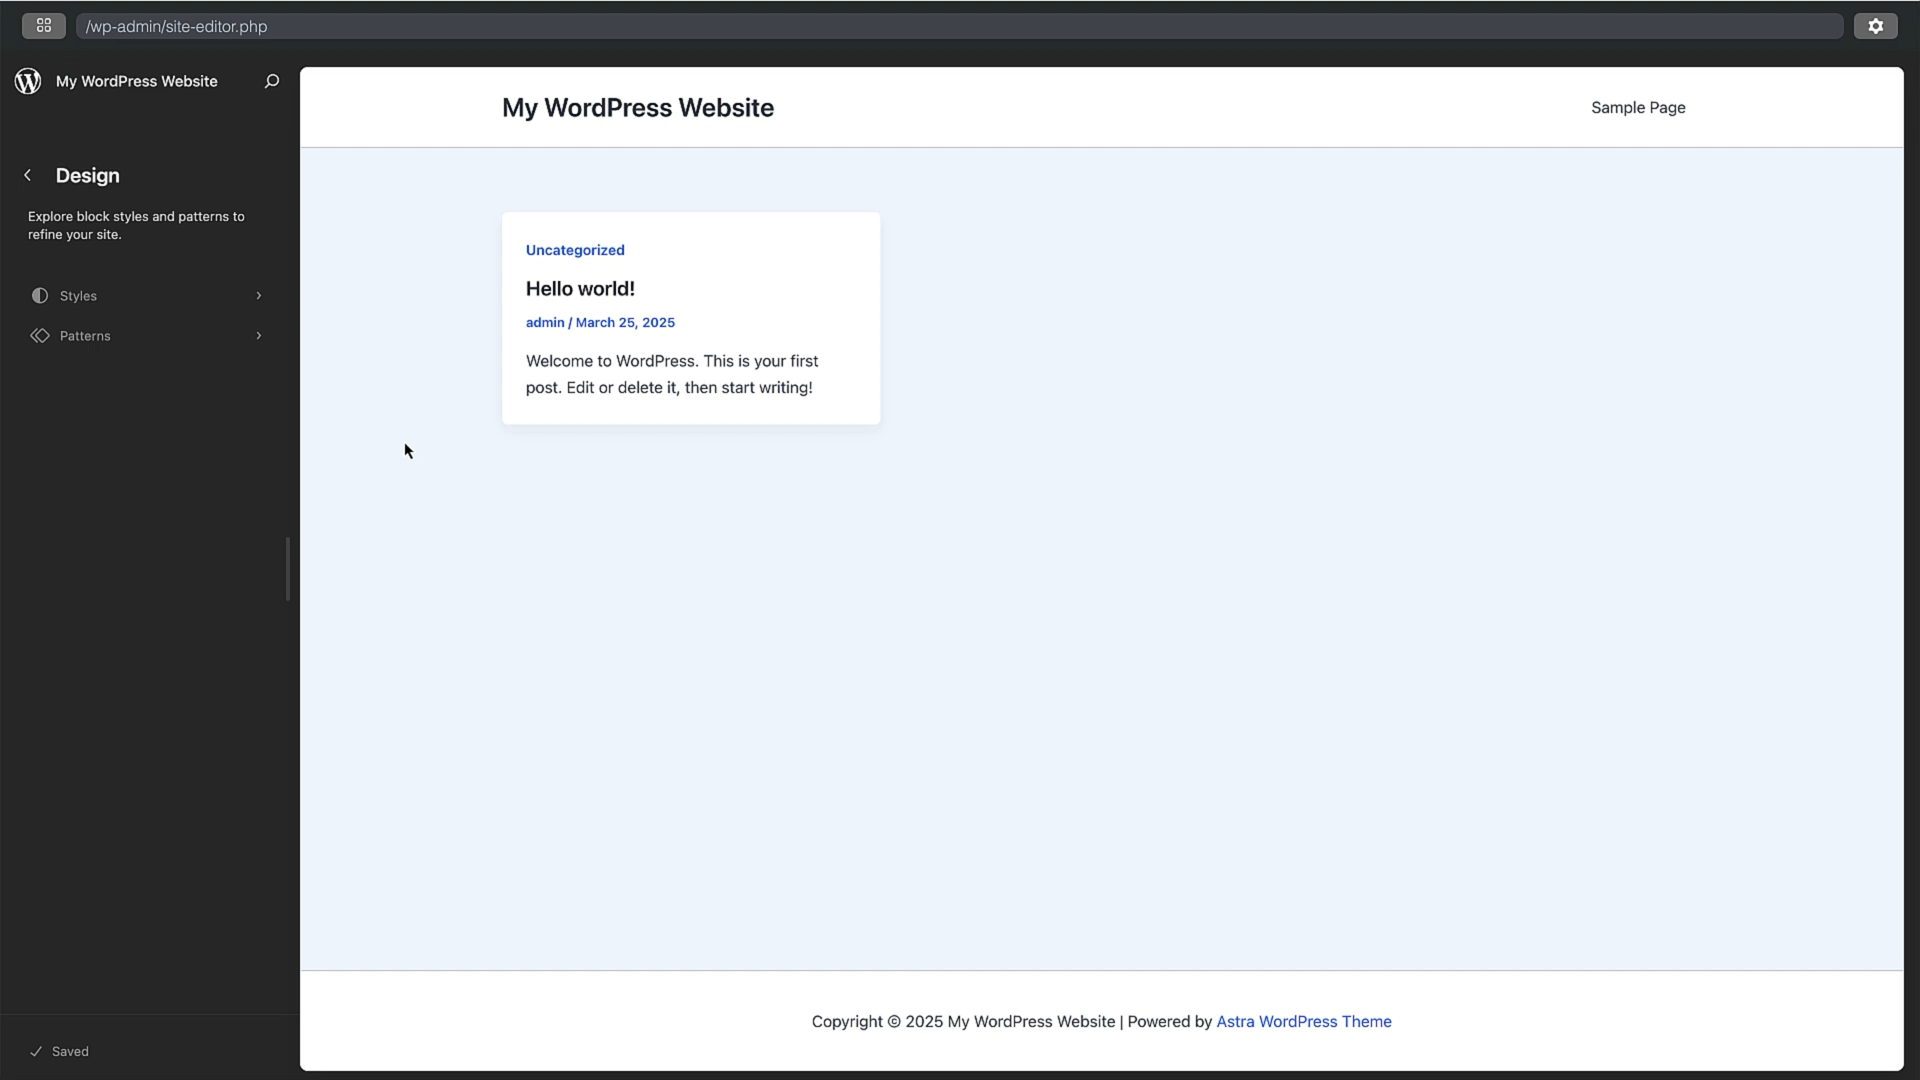 /wp-admin/site-editor.php
My WordPress Website
Design
Explore block styles and patterns to
refine your site.
Styles
Patterns
Saved
My WordPress Website
Sample Page
Uncategorized
Hello world!
admin / March 25, 2025
Welcome to WordPress. This is your first
post. Edit or delete it, then start writing!
Copyright © 2025 My WordPress Website | Powered by Astra WordPress Theme